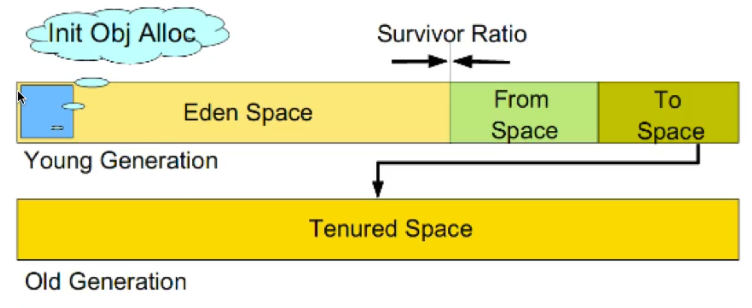 Init Obj Alloc
Survivor Ratio
Eden Space
From
Space
To
Space
Young Generation
Tenured Space
Old Generation